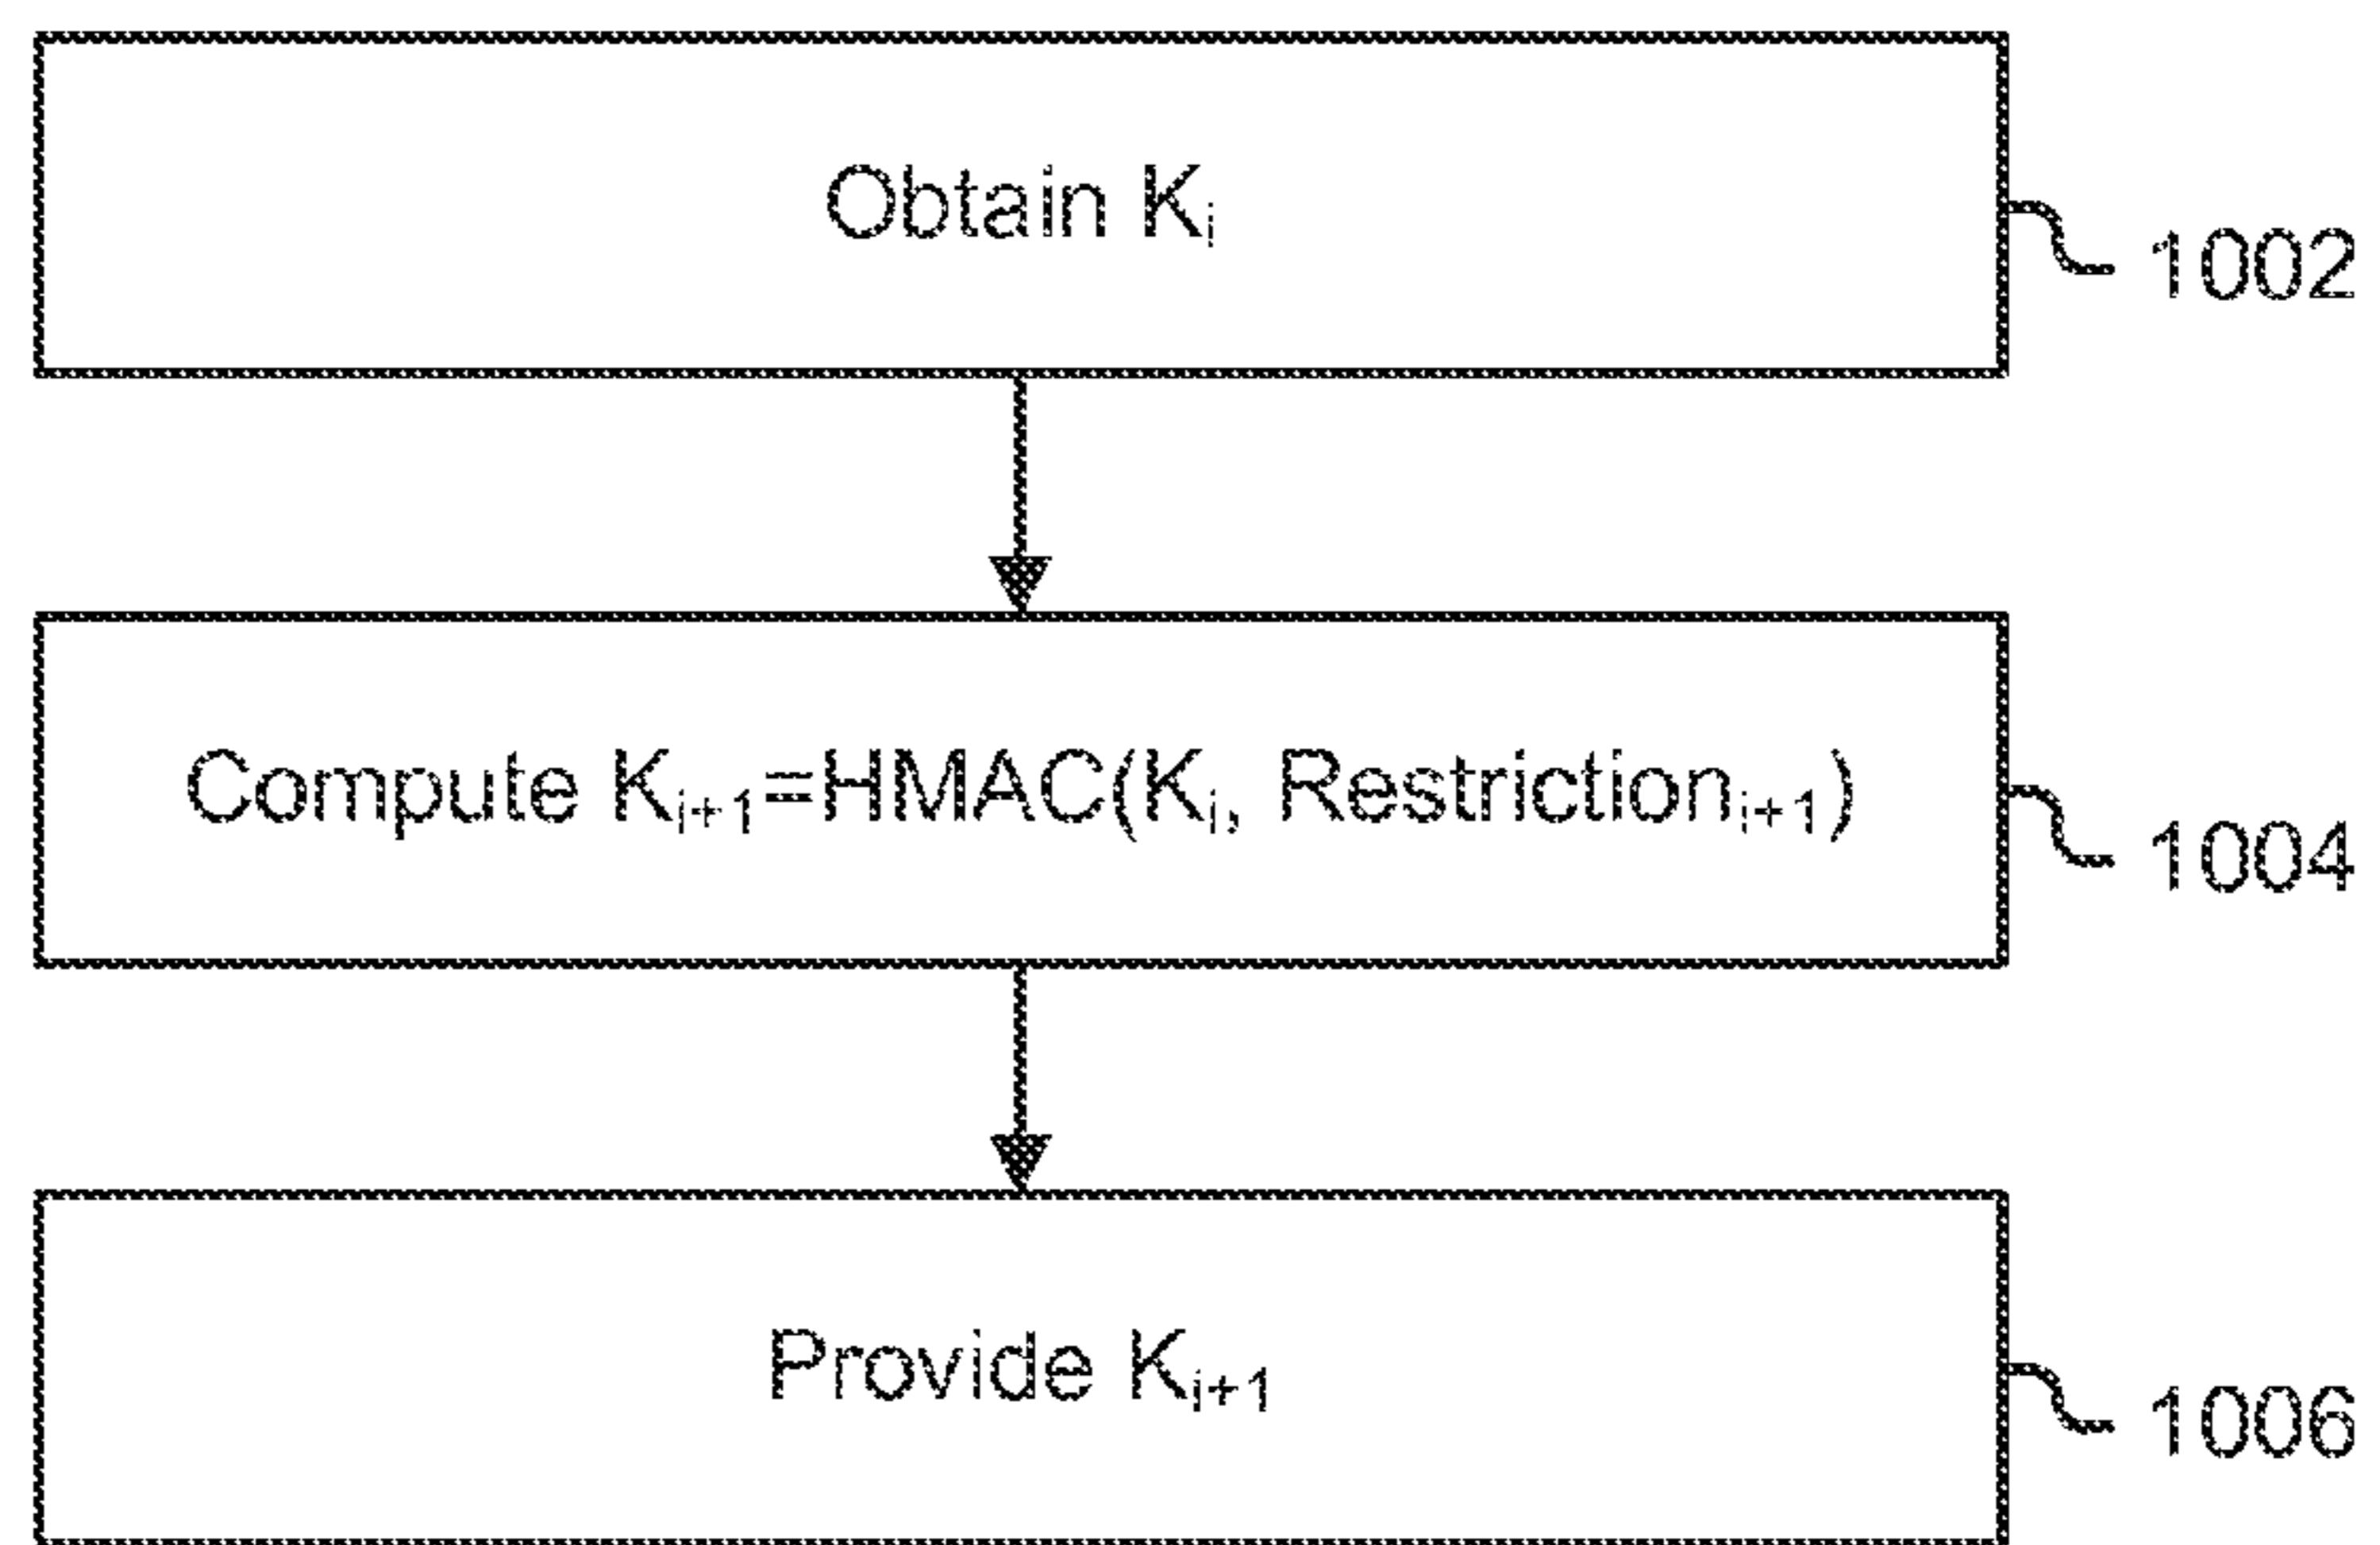 Obtain Kᵢ
1002
Compute Kᵢ₊₁=HMAC(Kᵢ, Restrictionᵢ₊₁)
1004
Provide Kᵢ₊₁
1006